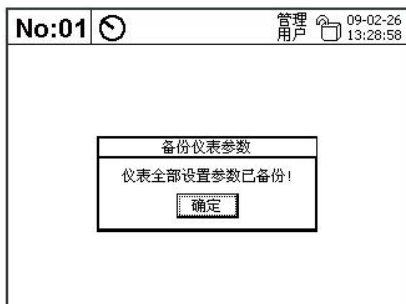 No:01
管理
用户
09-02-26
13:28:58
备份仪表参数
仪表全部设置参数已备份!
确定